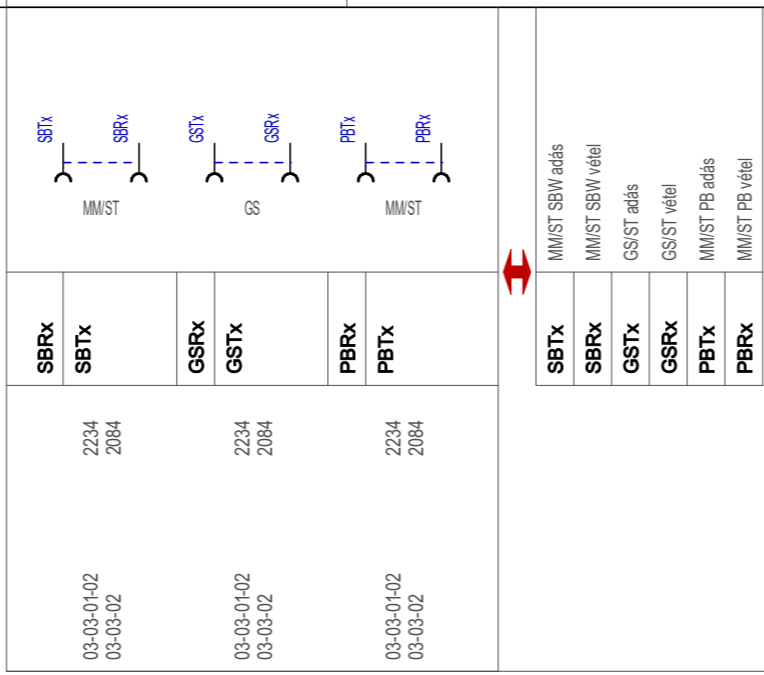 SBTx
SBRx
GSTx
GSRx
PBTx
PBRx
MM/ST
GS
MM/ST
SBRx
SBTx
GSRx
GSTx
PBRx
PBTx
2234
2084
2234
2084
2234
2084
03-03-01-02
03-03-02
03-03-01-02
03-03-02
03-03-01-02
03-03-02
SBTx MM/ST SBW adás
SBRx MM/ST SBW vétel
GSTx GS/ST adás
GSRx GS/ST vétel
PBTx MM/ST PB adás
PBRx MM/ST PB vétel